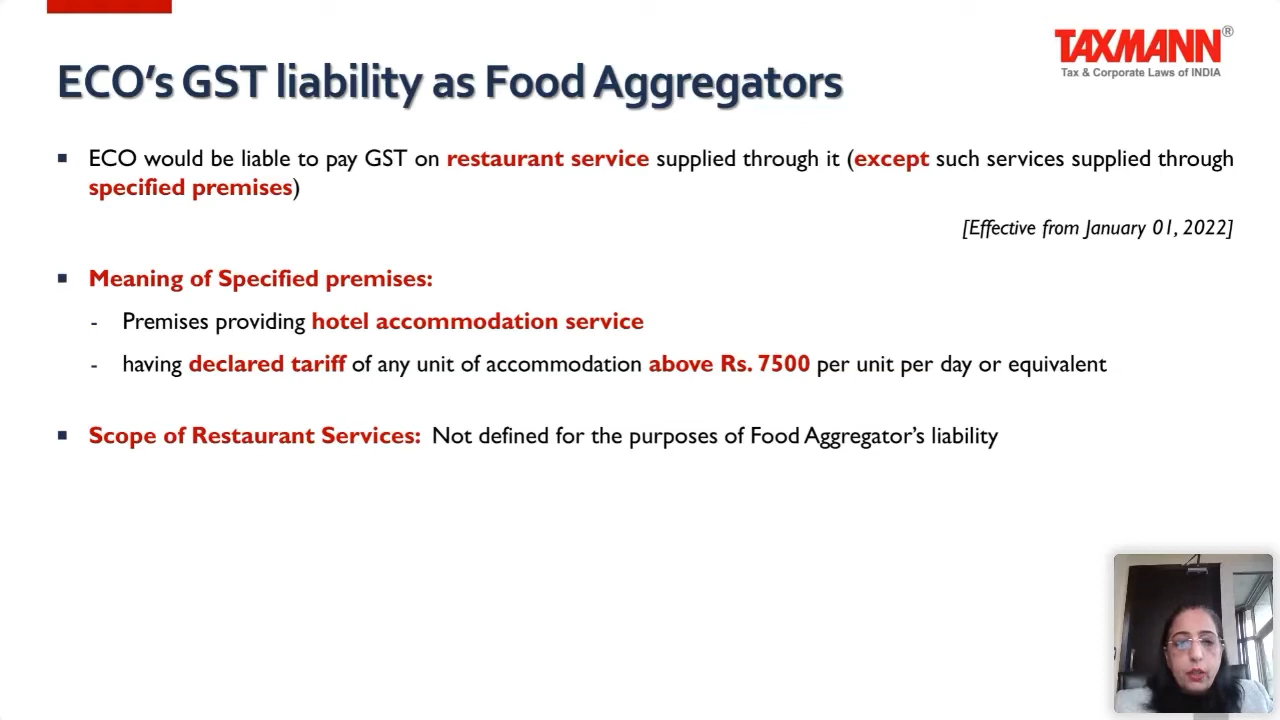 TAXMANN®
Tax & Corporate Laws of INDIA
ECO's GST liability as Food Aggregators
▪ ECO would be liable to pay GST on restaurant service supplied through it (except such services supplied through
specified premises)
[Effective from January 01, 2022]
▪ Meaning of Specified premises:
- Premises providing hotel accommodation service
- having declared tariff of any unit of accommodation above Rs. 7500 per unit per day or equivalent
▪ Scope of Restaurant Services: Not defined for the purposes of Food Aggregator's liability